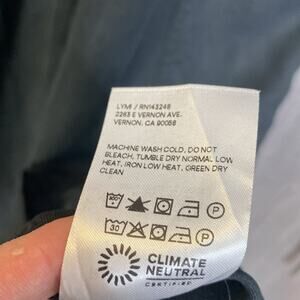 LYMI / RN143248
2263 E VERNON AVE.
VERNON, CA 90058
MACHINE WASH COLD, DO NOT
BLEACH, TUMBLE DRY NORMAL LOW
HEAT, IRON LOW HEAT, GREEN DRY
CLEAN
P
30 P
CLIMATE
NEUTRAL
CERTIFIED